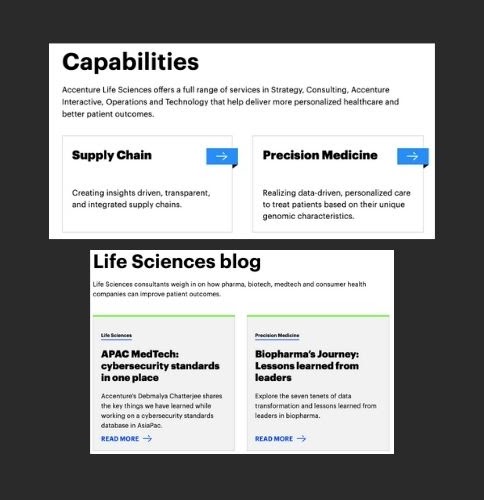 Capabilities
Accenture Life Sciences offers a full range of services in Strategy, Consulting, Accenture
Interactive, Operations and Technology that help deliver more personalized healthcare and
better patient outcomes.
Supply Chain
Creating insights driven, transparent,
and integrated supply chains.
Precision Medicine
Realizing data-driven, personalized care
to treat patients based on their unique
genomic characteristics.
Life Sciences blog
Life Sciences consultants weigh in on how pharma, biotech, medtech and consumer health
companies can improve patient outcomes.
Life Sciences
APAC MedTech:
cybersecurity standards
in one place
Accenture's Debmalya Chatterjee shares
the key things we have learned while
working on a cybersecurity standards
database in AsiaPac.
READ MORE
Precision Medicine
Biopharma's Journey:
Lessons learned from
leaders
Explore the seven tenets of data
transformation and lessons learned from
leaders in biopharma.
READ MORE